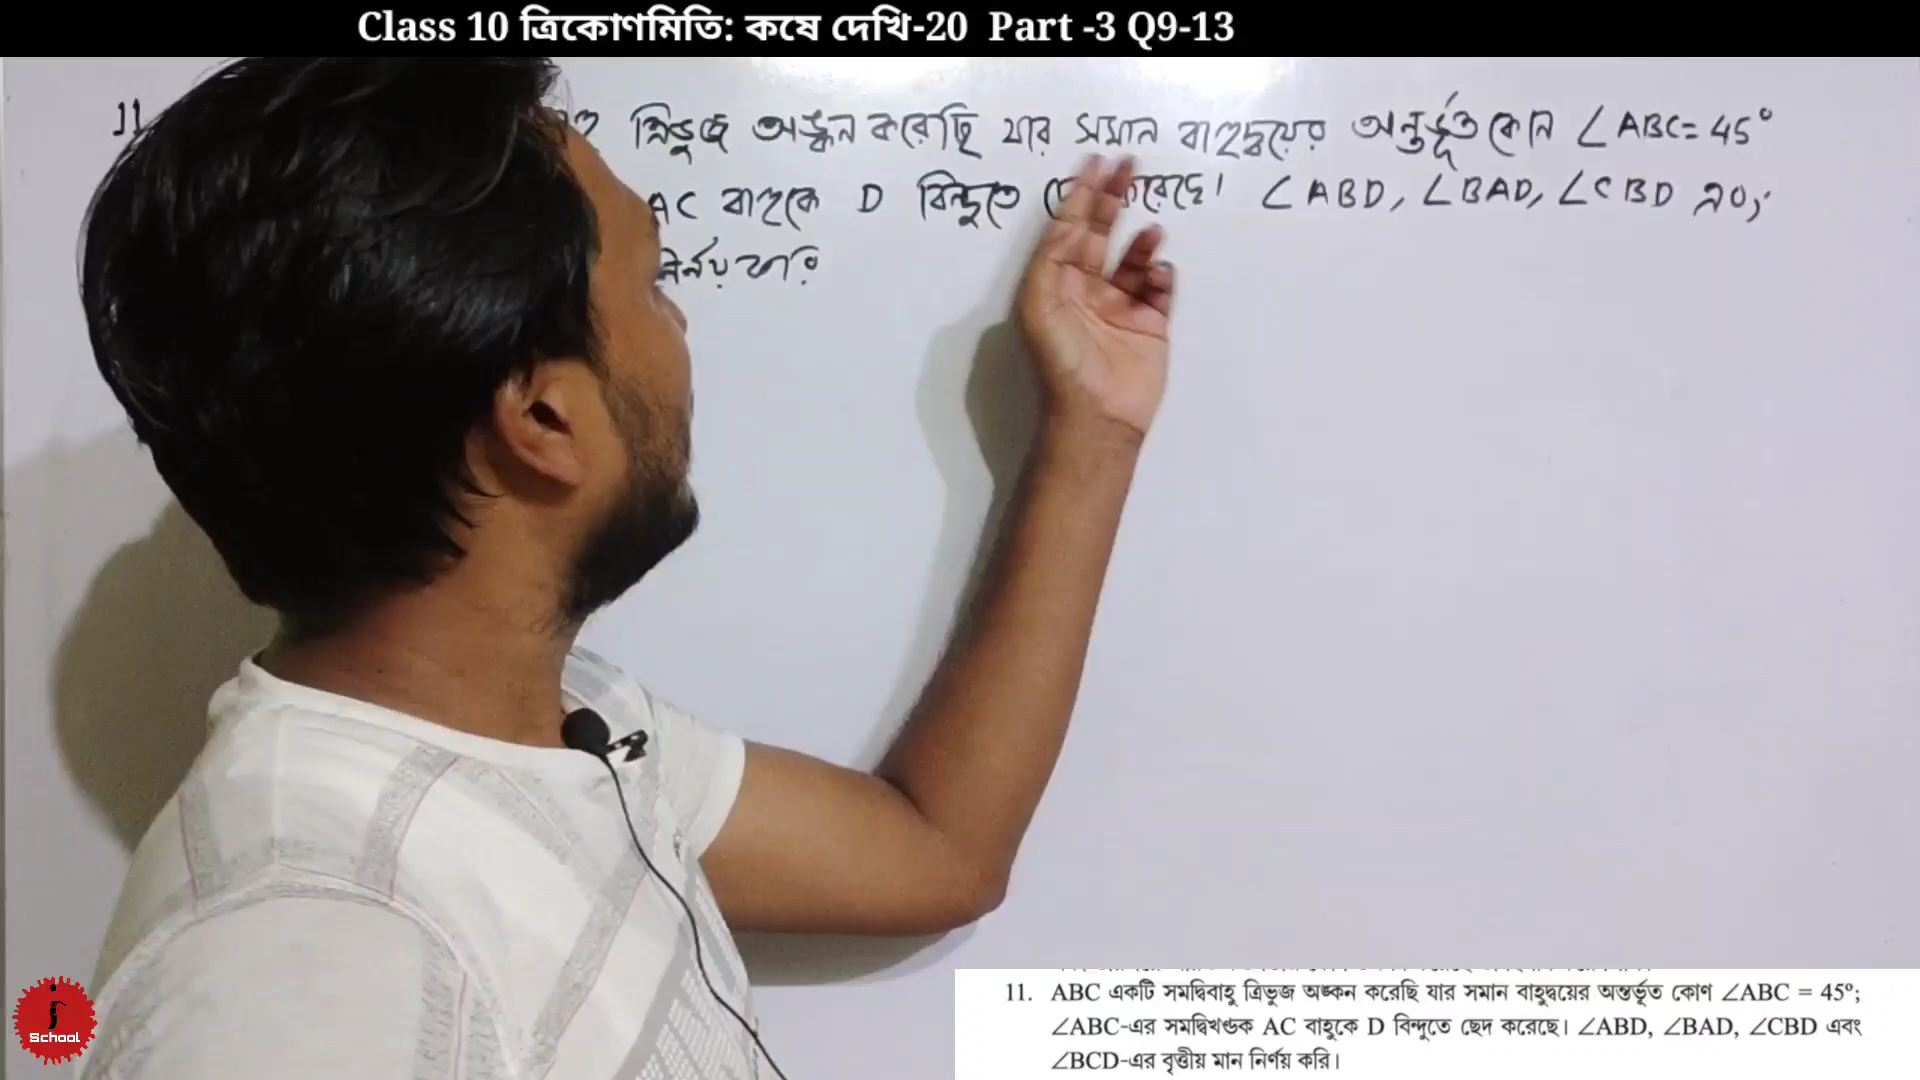 Class 10 ত্রিকোণমিতি: কষে দেখি-20 Part -3 Q9-13
11 ত্রিভুজ অঙ্কন করেছি যার সমান বাহুদ্বয়ের অন্তর্ভূত কোন ∠ABC = 45°
AC বাহুকে D বিন্দুতে করেছে। ∠ABD, ∠BAD, ∠CBD
নির্নয় করি
11. ABC একটি সমদ্বিবাহু ত্রিভুজ অঙ্কন করেছি যার সমান বাহুদ্বয়ের অন্তর্ভূত কোণ ∠ABC = 45°;
∠ABC-এর সমদ্বিখণ্ডক AC বাহুকে D বিন্দুতে ছেদ করেছে। ∠ABD, ∠BAD, ∠CBD এবং
∠BCD-এর বৃত্তীয় মান নির্ণয় করি।
School